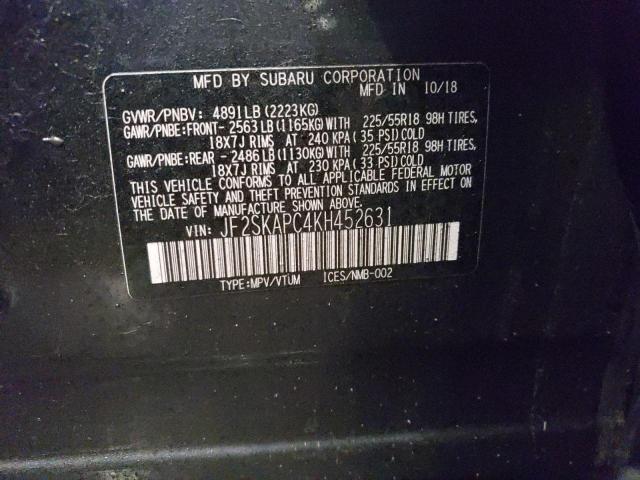 MFD BY SUBARU CORPORATION
MFD IN 10/18
GVWR/PNBV: 4891LB(2223KG)
GAWR/PNBE:FRONT- 2563LB(1165KG)WITH 225/55R18 98H TIRES,
18X7J RIMS AT 240 KPA(35 PSI)COLD
GAWR/PNBE:REAR - 2486LB(1130KG)WITH 225/55R18 98H TIRES,
18X7J RIMS AT 230 KPA(33 PSI)COLD
THIS VEHICLE CONFORMS TO ALL APPLICABLE FEDERAL MOTOR
VEHICLE SAFETY AND THEFT PREVENTION STANDARDS IN EFFECT ON
THE DATE OF MANUFACTURE SHOWN ABOVE.
VIN: JF2SKAPC4KH452631
TYPE:MPV/VTUM ICES/NMB-002